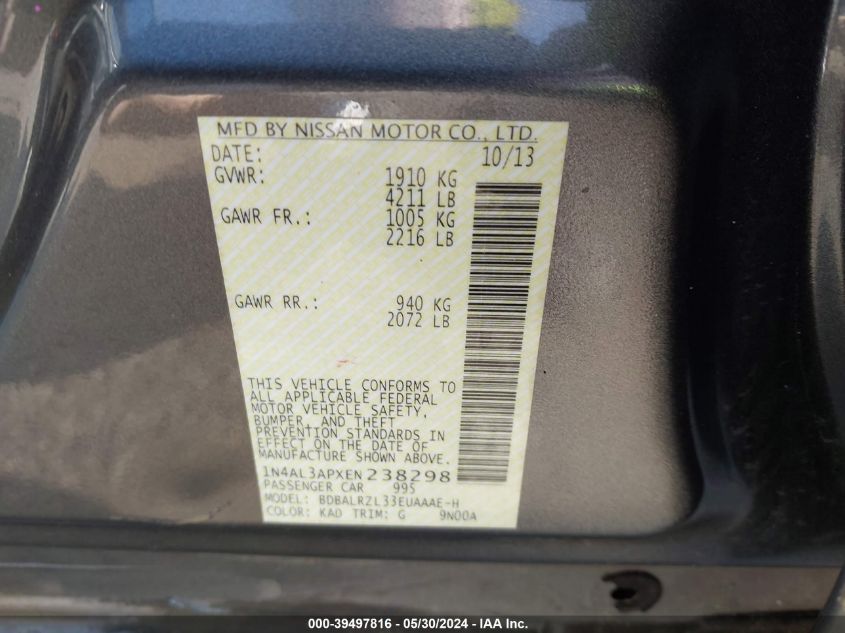 MFD BY NISSAN MOTOR CO., LTD.
DATE: 10/13
GVWR: 1910 KG
4211 LB
GAWR FR.: 1005 KG
2216 LB
GAWR RR.: 940 KG
2072 LB
THIS VEHICLE CONFORMS TO
ALL APPLICABLE FEDERAL
MOTOR VEHICLE SAFETY,
BUMPER, AND THEFT
PREVENTION STANDARDS IN
EFFECT ON THE DATE OF
MANUFACTURE SHOWN ABOVE.
1N4AL3APXEN238298
PASSENGER CAR 995
MODEL: BDBALRZL33EUAAAE-H
COLOR: KAD TRIM: G 9N00A
000-39497816 - 05/30/2024 - IAA Inc.